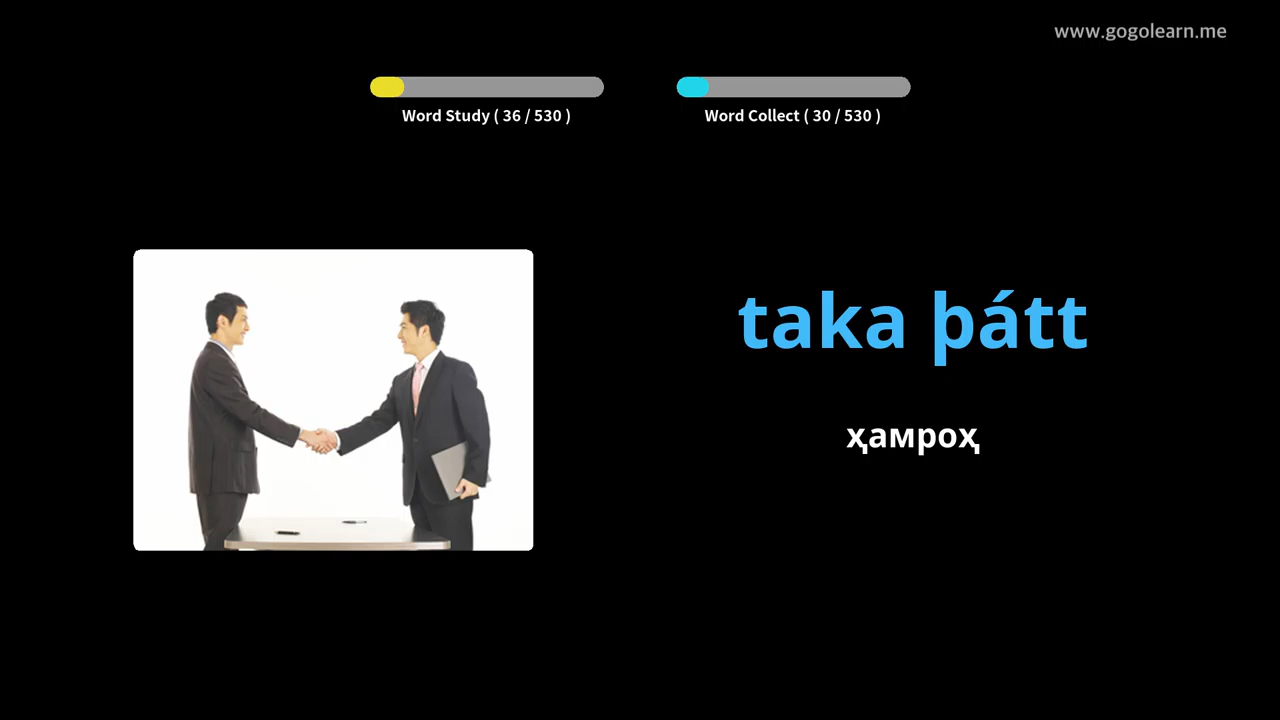 www.gogolearn.me
Word Study ( 36 / 530 )
Word Collect ( 30 / 530 )
taka þátt
ҳамроҳ